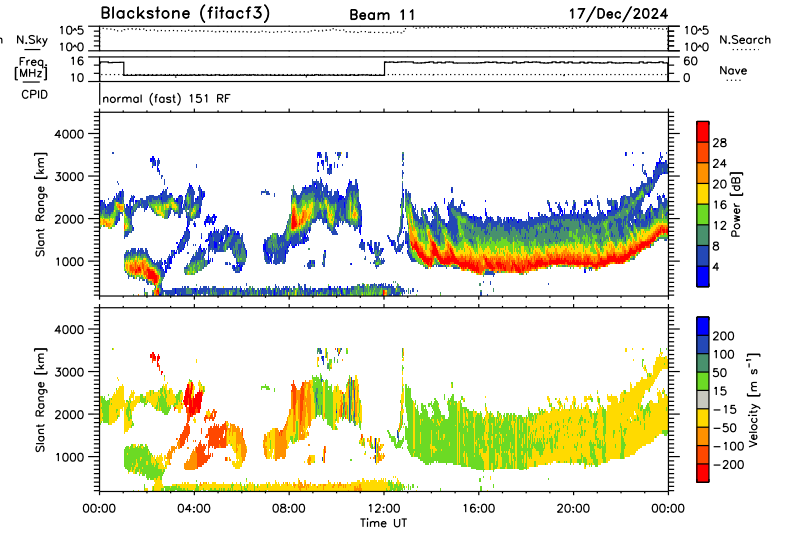 Blackstone (fitacf3) Beam 11 17/Dec/2024
N.Sky 10^5 10^0 10^5 10^0 N.Search
Freq. [MHz] 16 10 60 0 Nave
CPID normal (fast) 151 RF
4000
3000
2000
1000
Slant Range [km]
28
24
20
16
12
8
4
Power [dB]
4000
3000
2000
1000
Slant Range [km]
200
100
50
15
-15
-50
-100
-200
Velocity [m s^-1]
00:00 04:00 08:00 12:00 16:00 20:00 00:00
Time UT